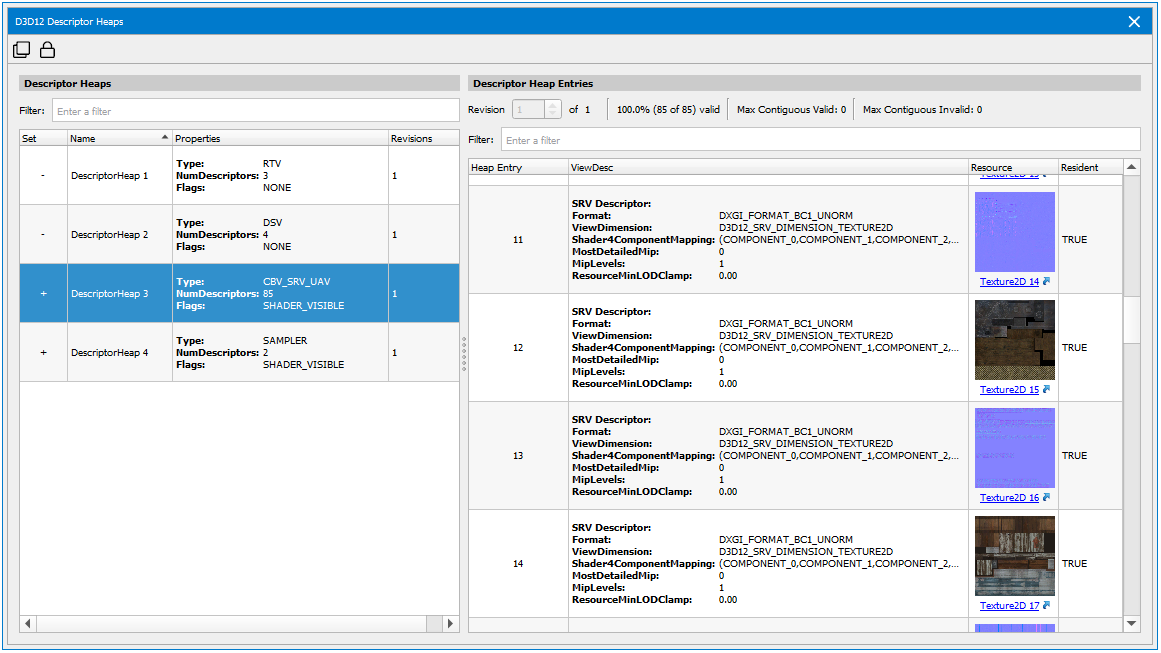 D3D12 Descriptor Heaps
Descriptor Heaps
Filter: Enter a filter
Set Name Properties Revisions
- DescriptorHeap 1 Type: RTV
NumDescriptors: 3
Flags: NONE 1
- DescriptorHeap 2 Type: DSV
NumDescriptors: 4
Flags: NONE 1
+ DescriptorHeap 3 Type: CBV_SRV_UAV
NumDescriptors: 85
Flags: SHADER_VISIBLE 1
+ DescriptorHeap 4 Type: SAMPLER
NumDescriptors: 2
Flags: SHADER_VISIBLE 1
Descriptor Heap Entries
Revision 1 of 1 100.0% (85 of 85) valid Max Contiguous Valid: 0 Max Contiguous Invalid: 0
Filter: Enter a filter
Heap Entry ViewDesc Resource Resident
SRV Descriptor:
Format: DXGI_FORMAT_BC1_UNORM
ViewDimension: D3D12_SRV_DIMENSION_TEXTURE2D
11 Shader4ComponentMapping: (COMPONENT_0,COMPONENT_1,COMPONENT_2,... TRUE
MostDetailedMip: 0
MipLevels: 1
ResourceMinLODClamp: 0.00
Texture2D 14
SRV Descriptor:
Format: DXGI_FORMAT_BC1_UNORM
ViewDimension: D3D12_SRV_DIMENSION_TEXTURE2D
12 Shader4ComponentMapping: (COMPONENT_0,COMPONENT_1,COMPONENT_2,... TRUE
MostDetailedMip: 0
MipLevels: 1
ResourceMinLODClamp: 0.00
Texture2D 15
SRV Descriptor:
Format: DXGI_FORMAT_BC1_UNORM
ViewDimension: D3D12_SRV_DIMENSION_TEXTURE2D
13 Shader4ComponentMapping: (COMPONENT_0,COMPONENT_1,COMPONENT_2,... TRUE
MostDetailedMip: 0
MipLevels: 1
ResourceMinLODClamp: 0.00
Texture2D 16
SRV Descriptor:
Format: DXGI_FORMAT_BC1_UNORM
ViewDimension: D3D12_SRV_DIMENSION_TEXTURE2D
14 Shader4ComponentMapping: (COMPONENT_0,COMPONENT_1,COMPONENT_2,... TRUE
MostDetailedMip: 0
MipLevels: 1
ResourceMinLODClamp: 0.00
Texture2D 17